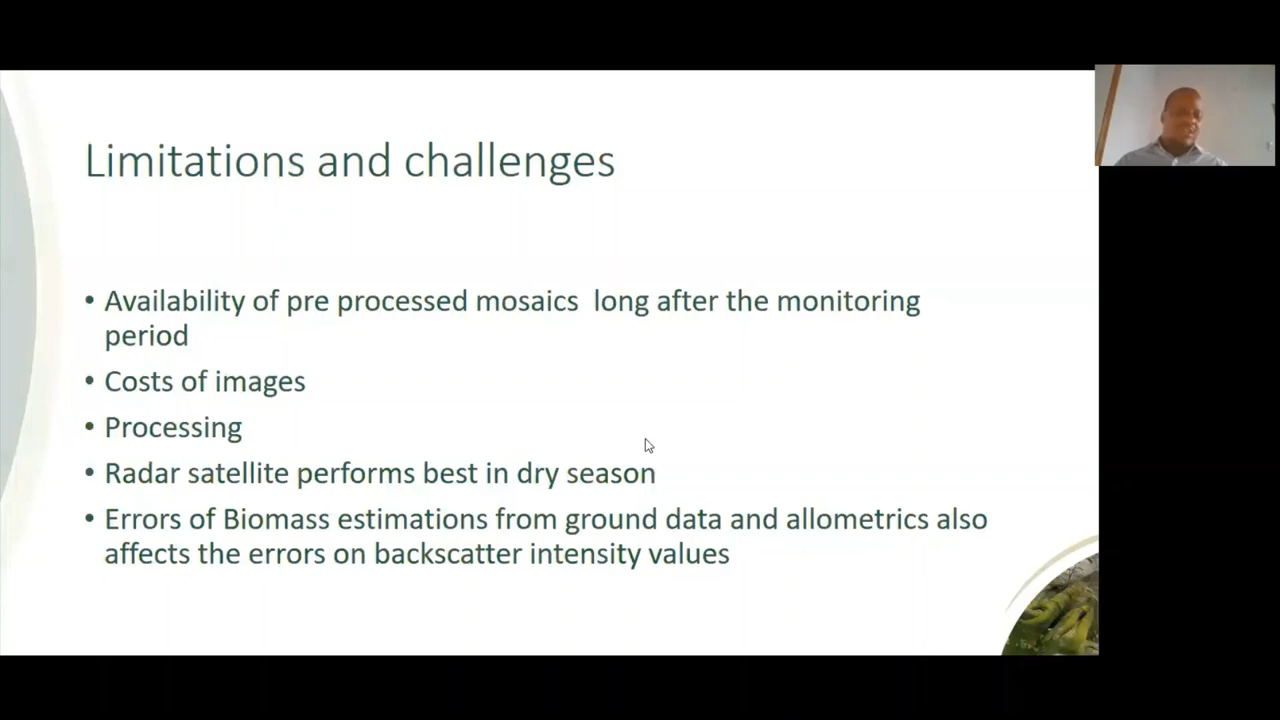 Limitations and challenges
• Availability of pre processed mosaics  long after the monitoring
period
• Costs of images
• Processing
• Radar satellite performs best in dry season
• Errors of Biomass estimations from ground data and allometrics also
affects the errors on backscatter intensity values